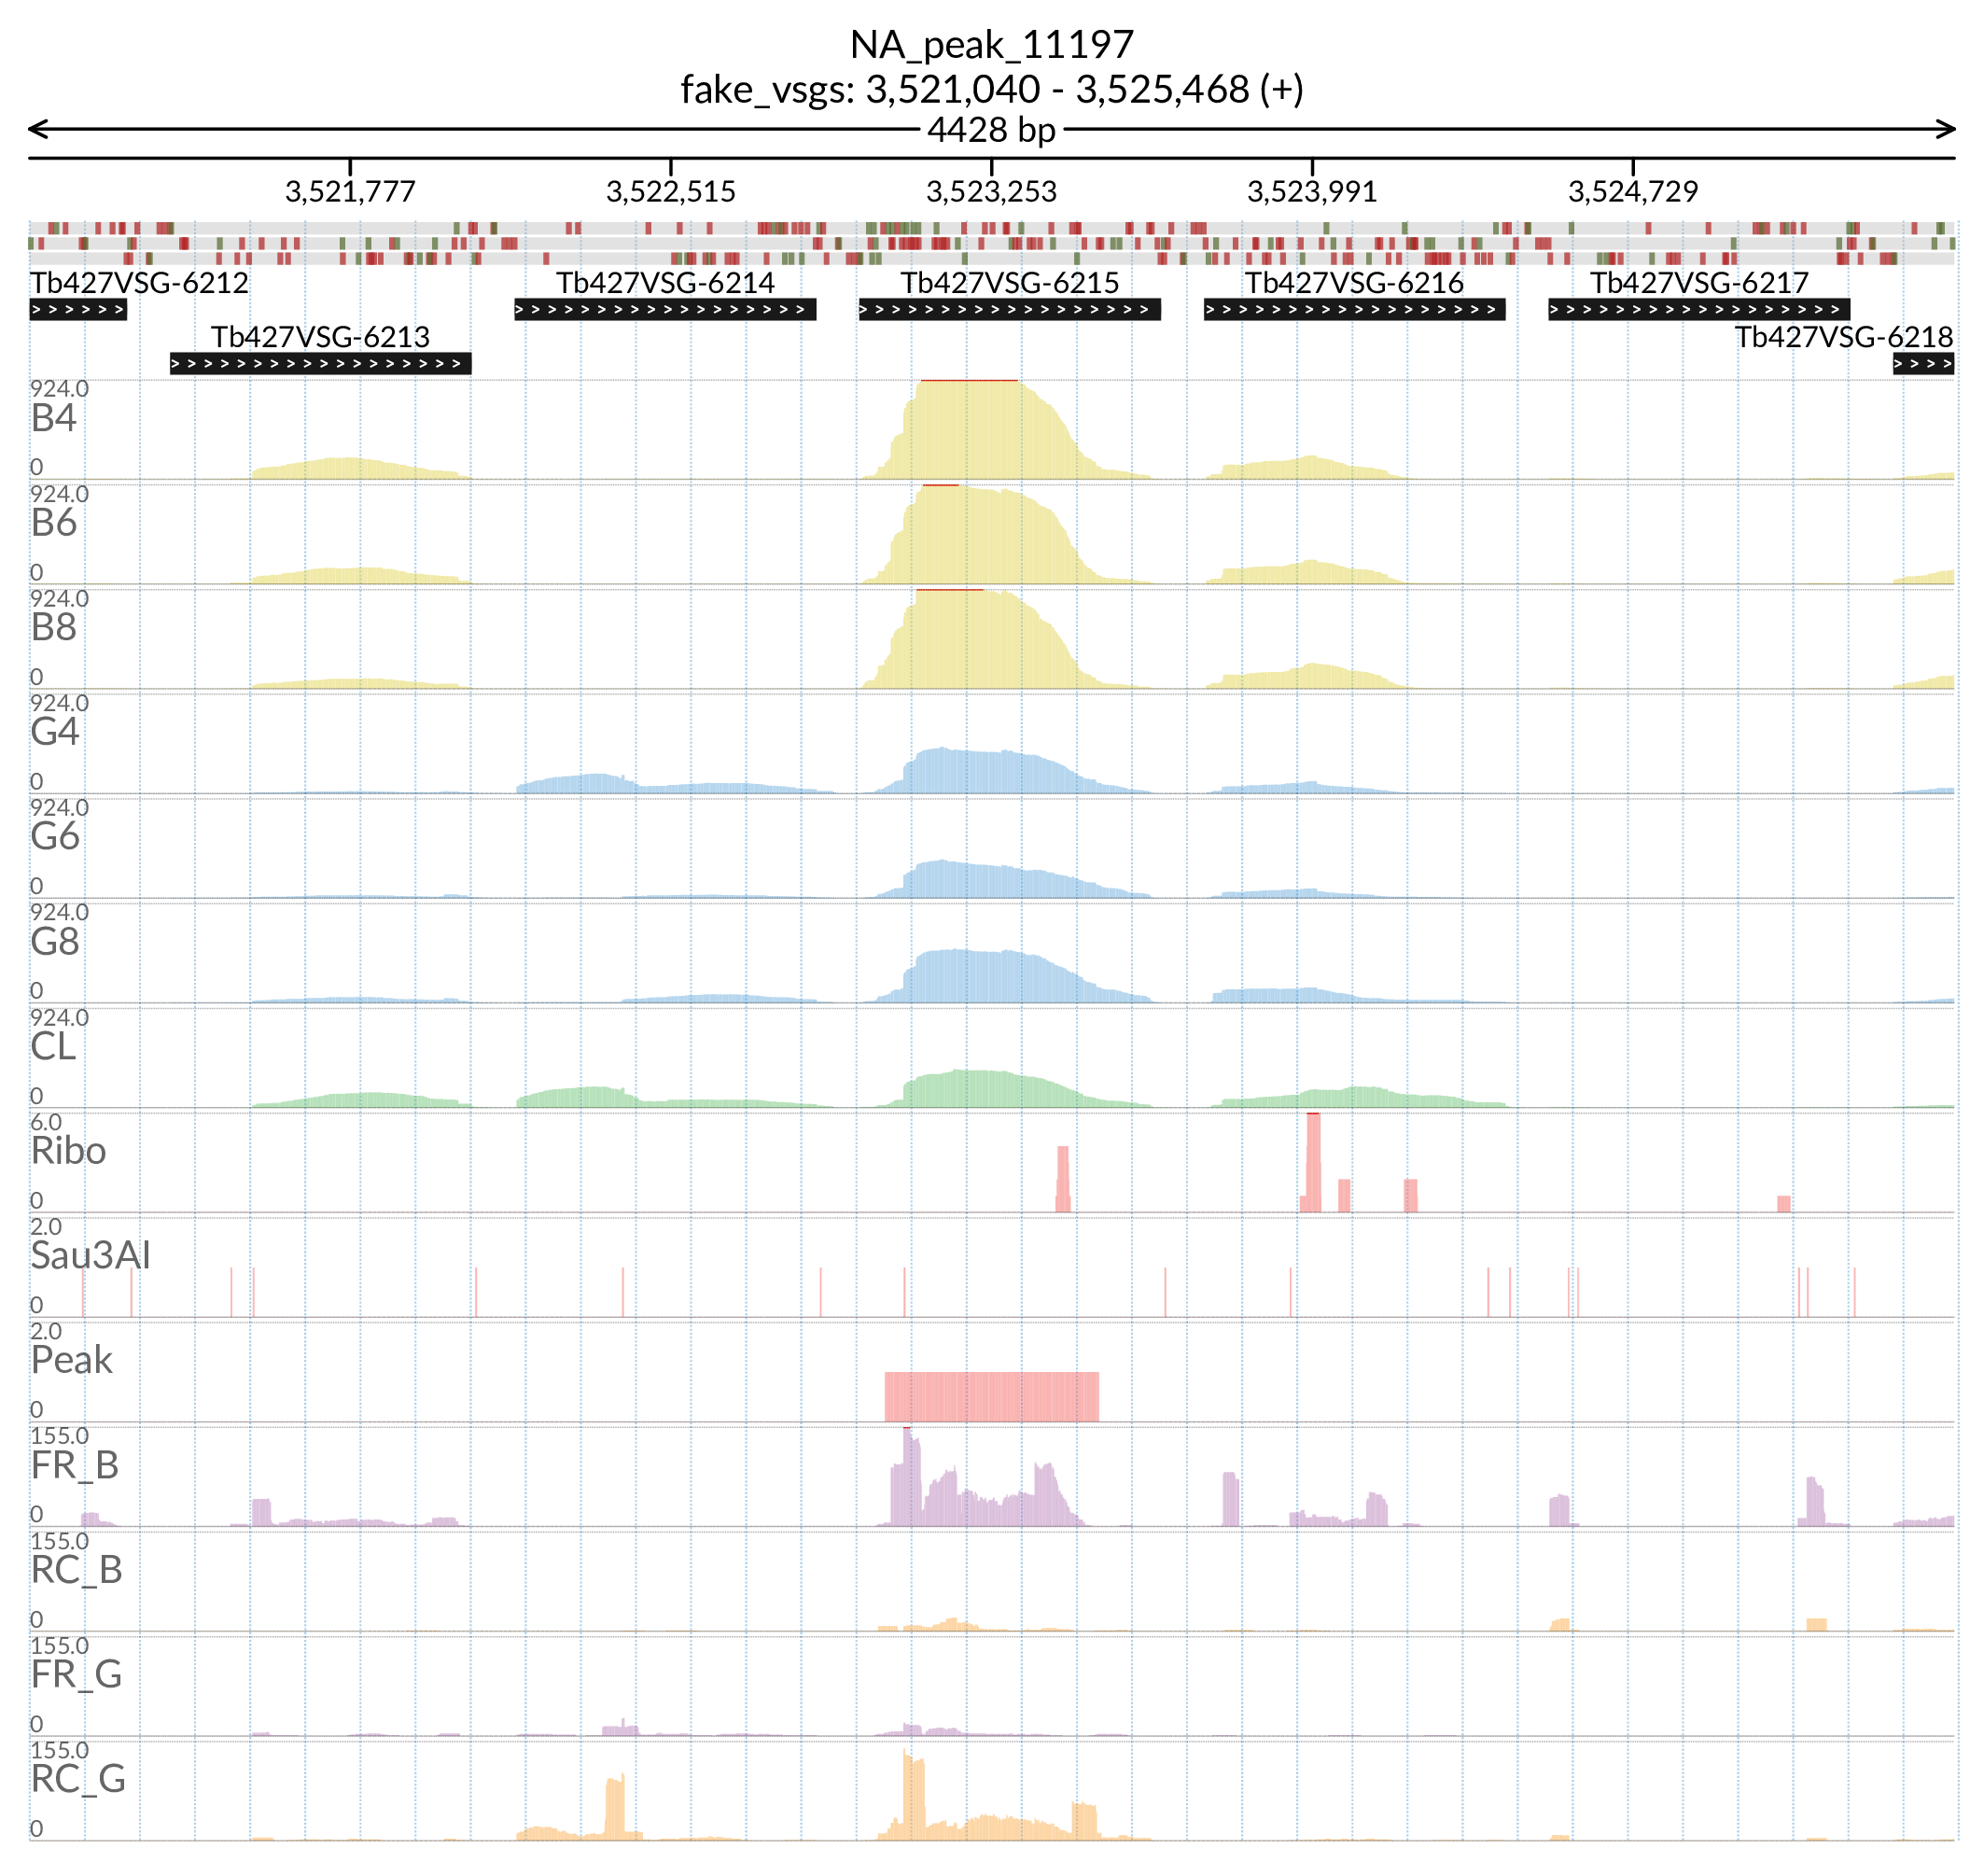 NA_peak_11197
fake_vsgs: 3,521,040 - 3,525,468 (+)
4428 bp
3,521,777 3,522,515 3,523,253 3,523,991 3,524,729
Tb427VSG-6212 Tb427VSG-6214 Tb427VSG-6215 Tb427VSG-6216 Tb427VSG-6217
Tb427VSG-6213 Tb427VSG-6218
924.0
B4
0
924.0
B6
0
924.0
B8
0
924.0
G4
0
924.0
G6
0
924.0
G8
0
924.0
CL
0
6.0
Ribo
0
2.0
Sau3AI
0
2.0
Peak
0
155.0
FR_B
0
155.0
RC_B
0
155.0
FR_G
0
155.0
RC_G
0